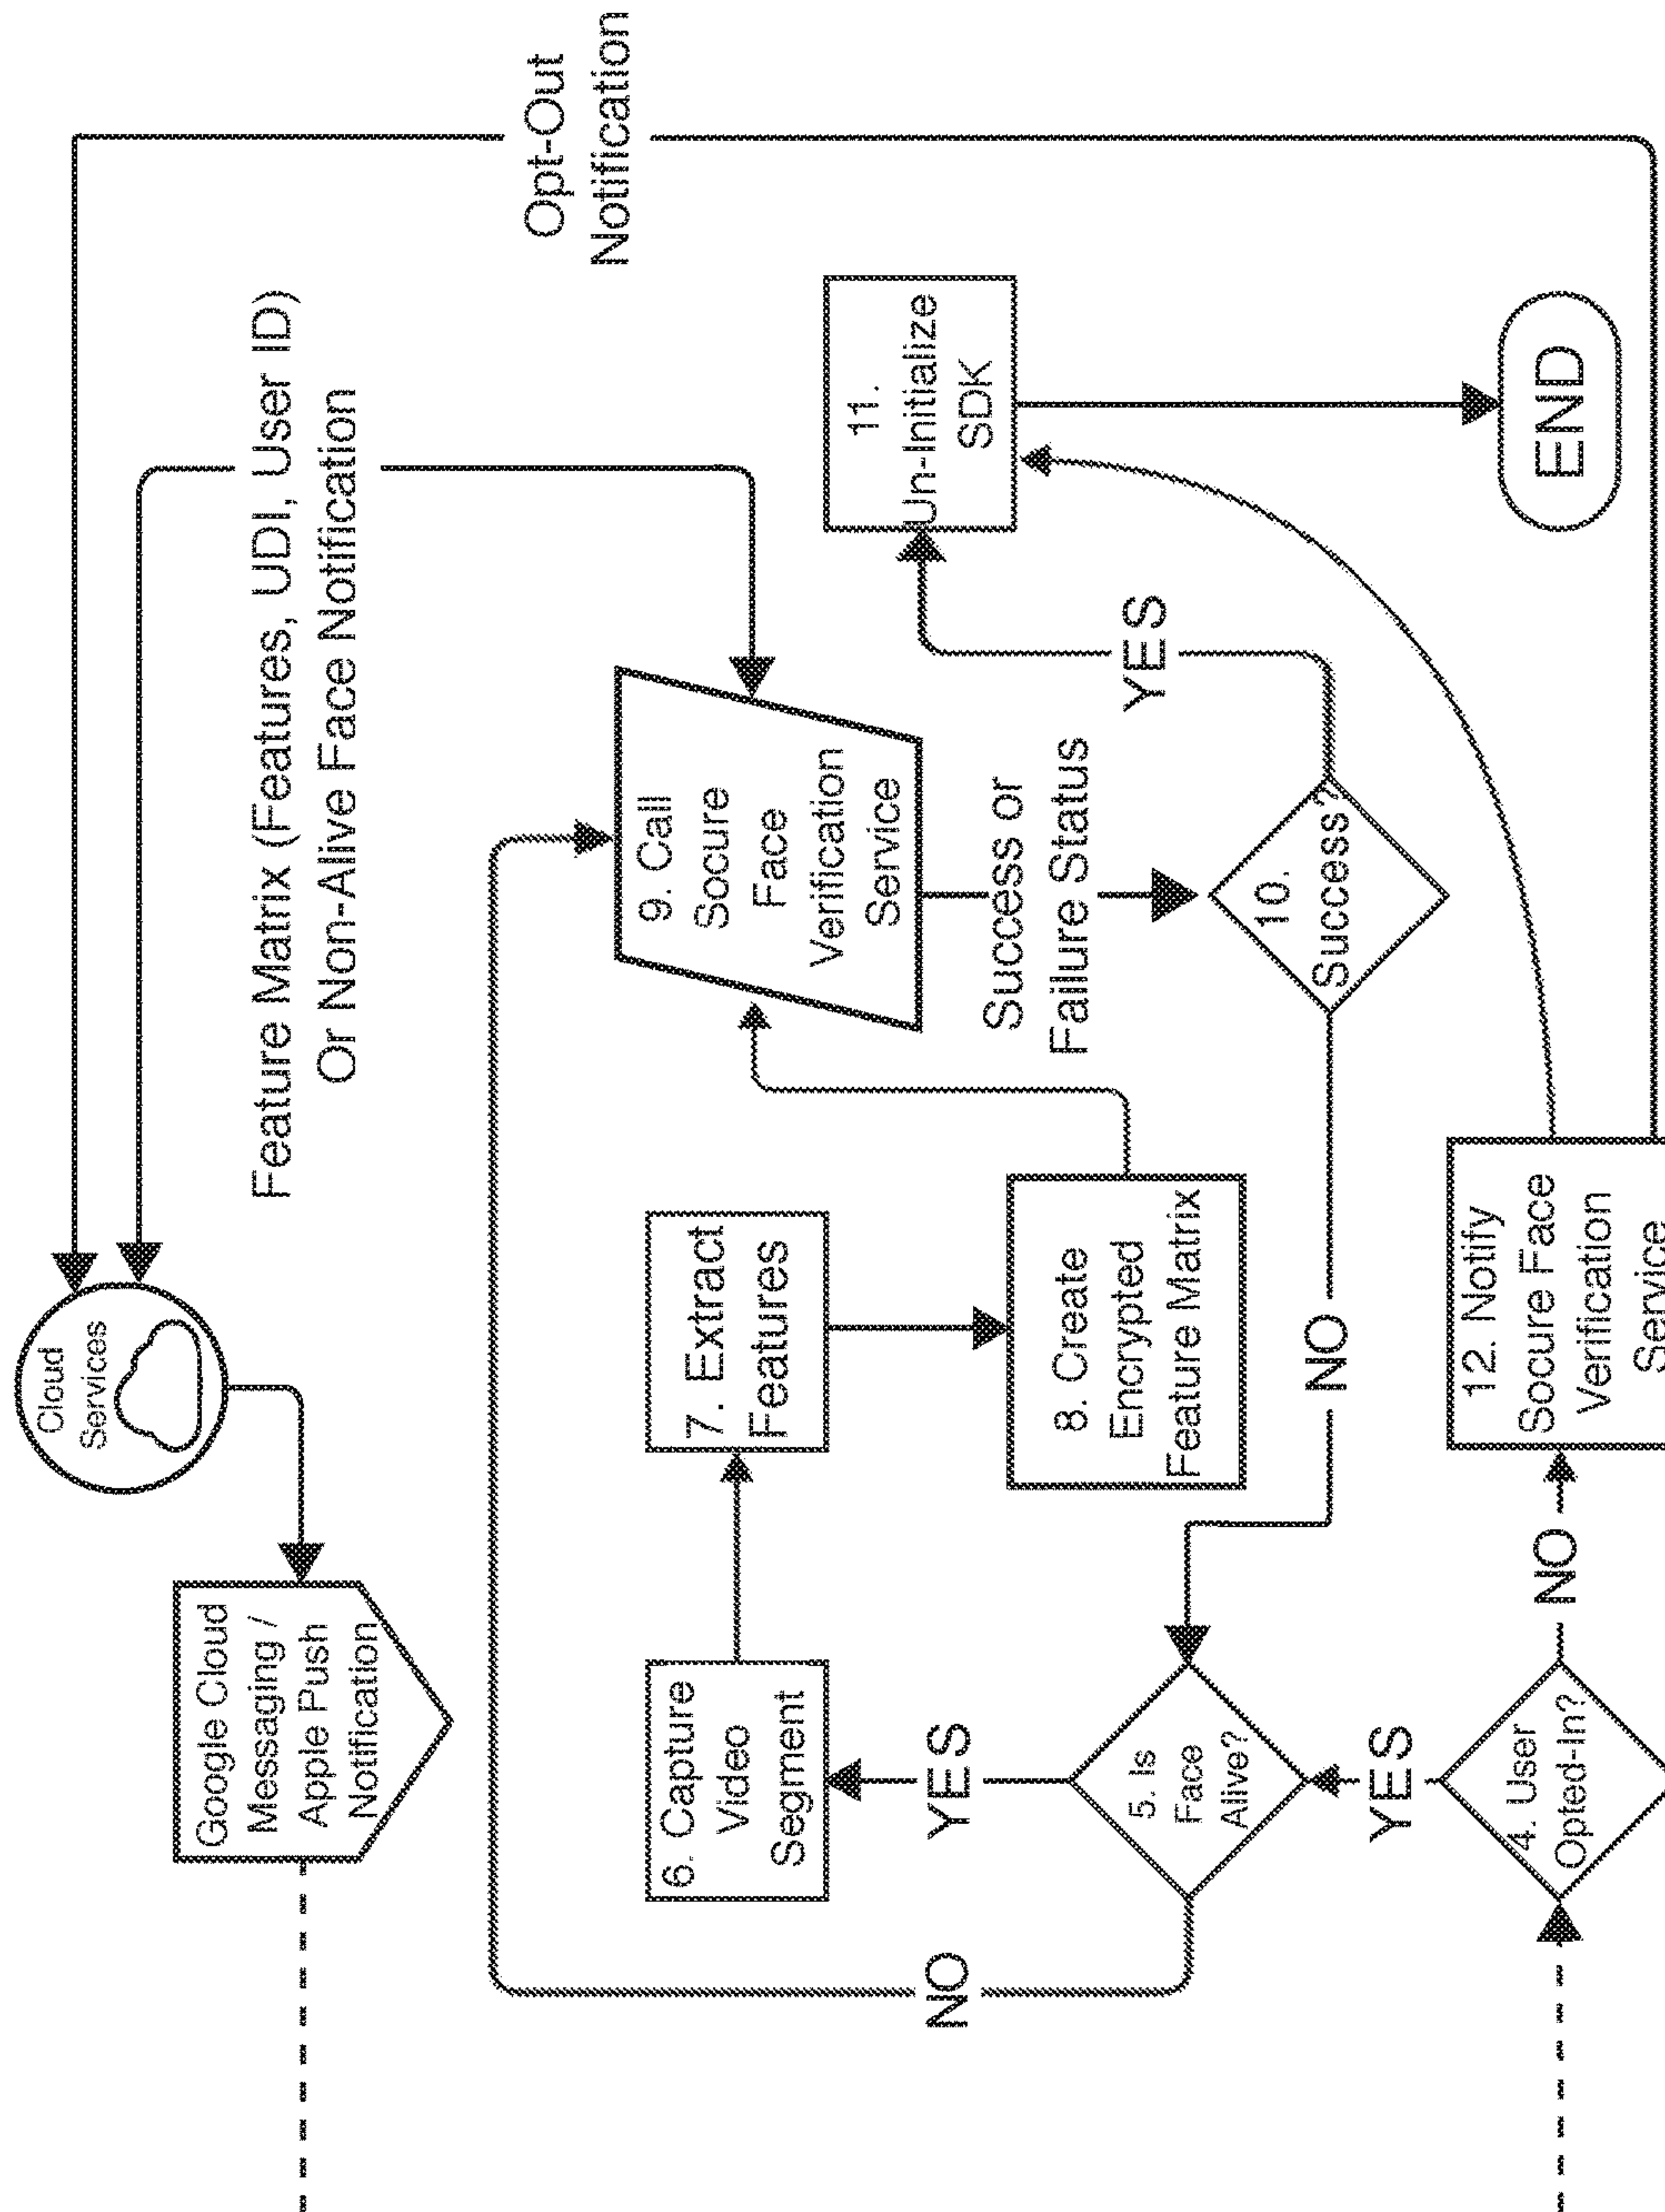 Cloud
Services
Google Cloud
Messaging /
Apple Push
Notification
Feature Matrix (Features, UDI, User ID)
Or Non-Alive Face Notification
Opt-Out
Notification
6. Capture
Video
Segment
7. Extract
Features
9. Call
Socure
Face
Verification
Service
11.
Un-Initialize
SDK
NO
YES
8. Create
Encrypted
Feature Matrix
Success or
Failure Status
YES
5. Is
Face
Alive?
NO
10.
Success?
YES
4. User
Opted-In?
NO
12. Notify
Socure Face
Verification
Service
END